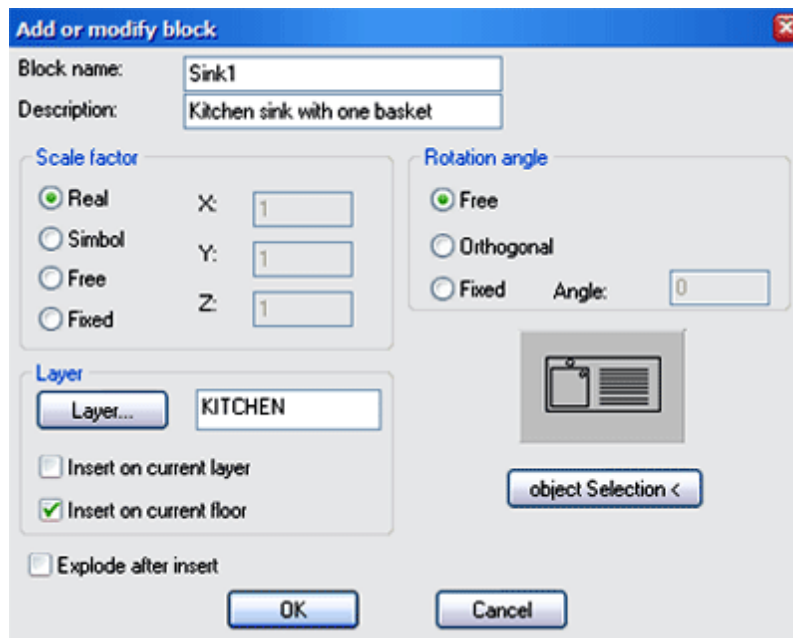 Add or modify block
Block name: Sink1
Description: Kitchen sink with one basket
Scale factor
Real X: 1
Simbol Y: 1
Free Z: 1
Fixed
Rotation angle
Free
Orthogonal
Fixed Angle: 0
Layer
Layer... KITCHEN
Insert on current layer
Insert on current floor
object Selection <
Explode after insert
OK Cancel